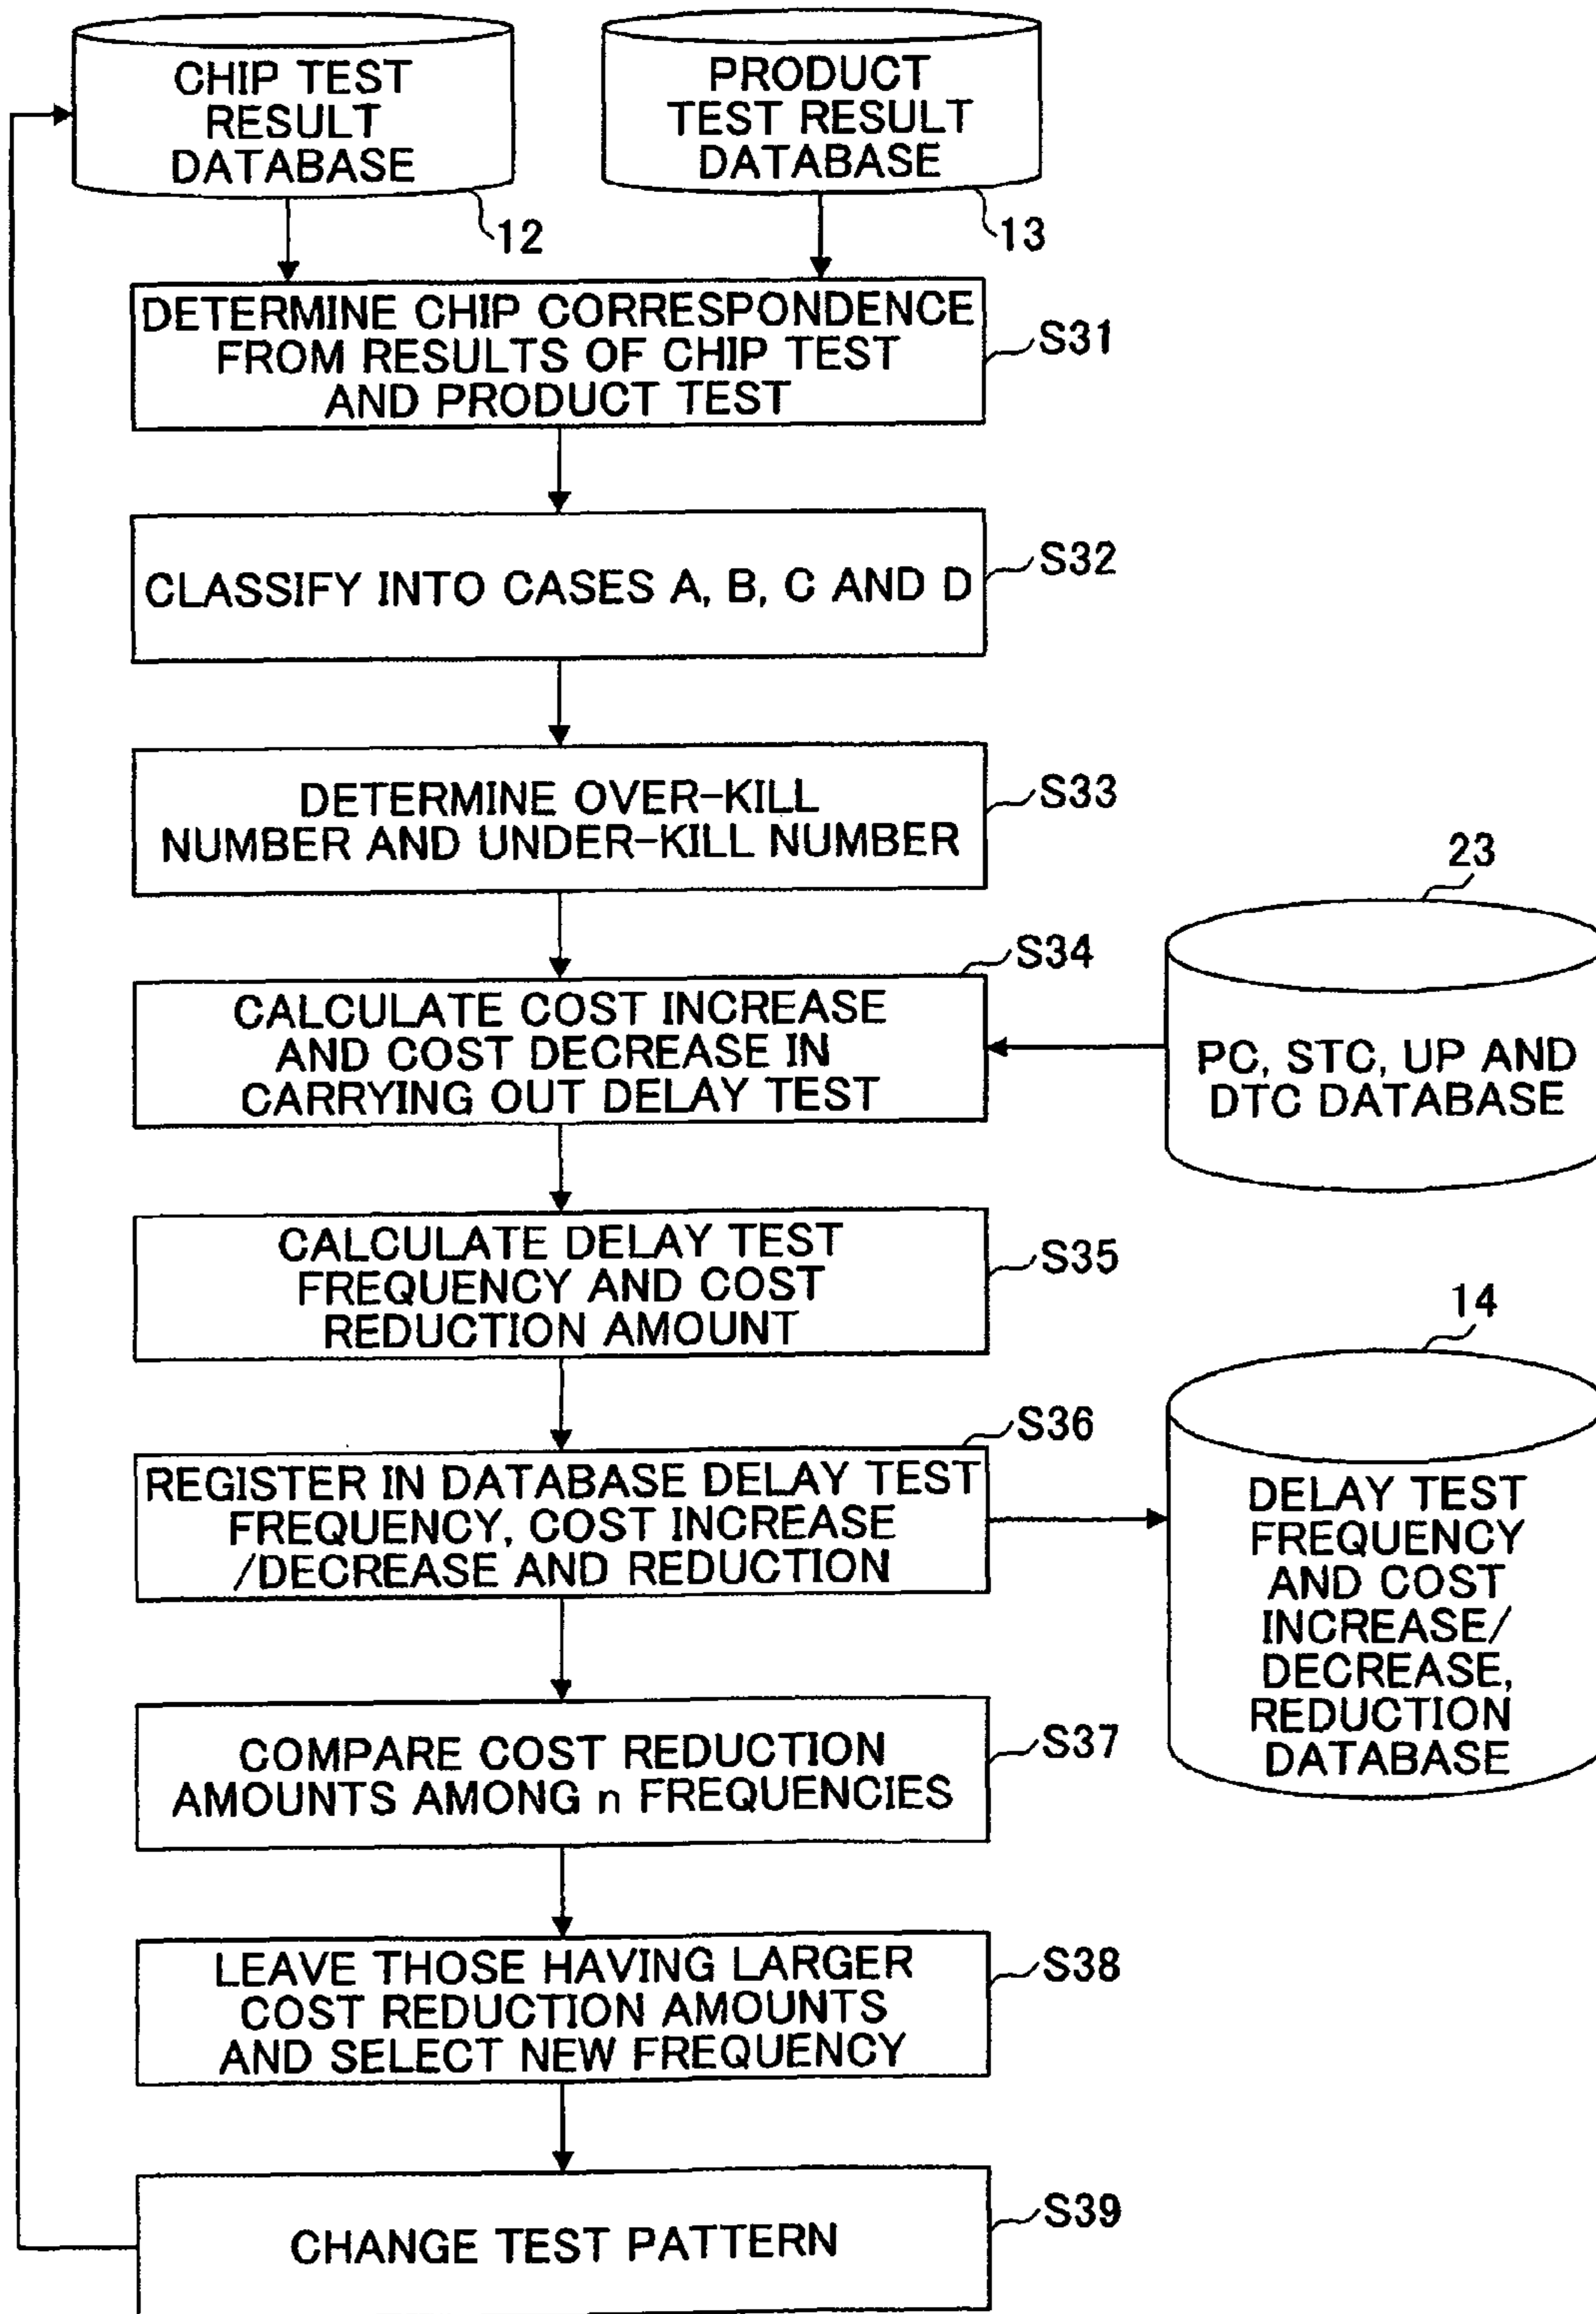 CHIP TEST
RESULT
DATABASE
12
PRODUCT
TEST RESULT
DATABASE
13
DETERMINE CHIP CORRESPONDENCE
FROM RESULTS OF CHIP TEST
AND PRODUCT TEST
S31
CLASSIFY INTO CASES A, B, C AND D
S32
DETERMINE OVER-KILL
NUMBER AND UNDER-KILL NUMBER
S33
CALCULATE COST INCREASE
AND COST DECREASE IN
CARRYING OUT DELAY TEST
S34
23
PC, STC, UP AND
DTC DATABASE
CALCULATE DELAY TEST
FREQUENCY AND COST
REDUCTION AMOUNT
S35
REGISTER IN DATABASE DELAY TEST
FREQUENCY, COST INCREASE
/DECREASE AND REDUCTION
S36
14
DELAY TEST
FREQUENCY
AND COST
INCREASE/
DECREASE,
REDUCTION
DATABASE
COMPARE COST REDUCTION
AMOUNTS AMONG n FREQUENCIES
S37
LEAVE THOSE HAVING LARGER
COST REDUCTION AMOUNTS
AND SELECT NEW FREQUENCY
S38
CHANGE TEST PATTERN
S39